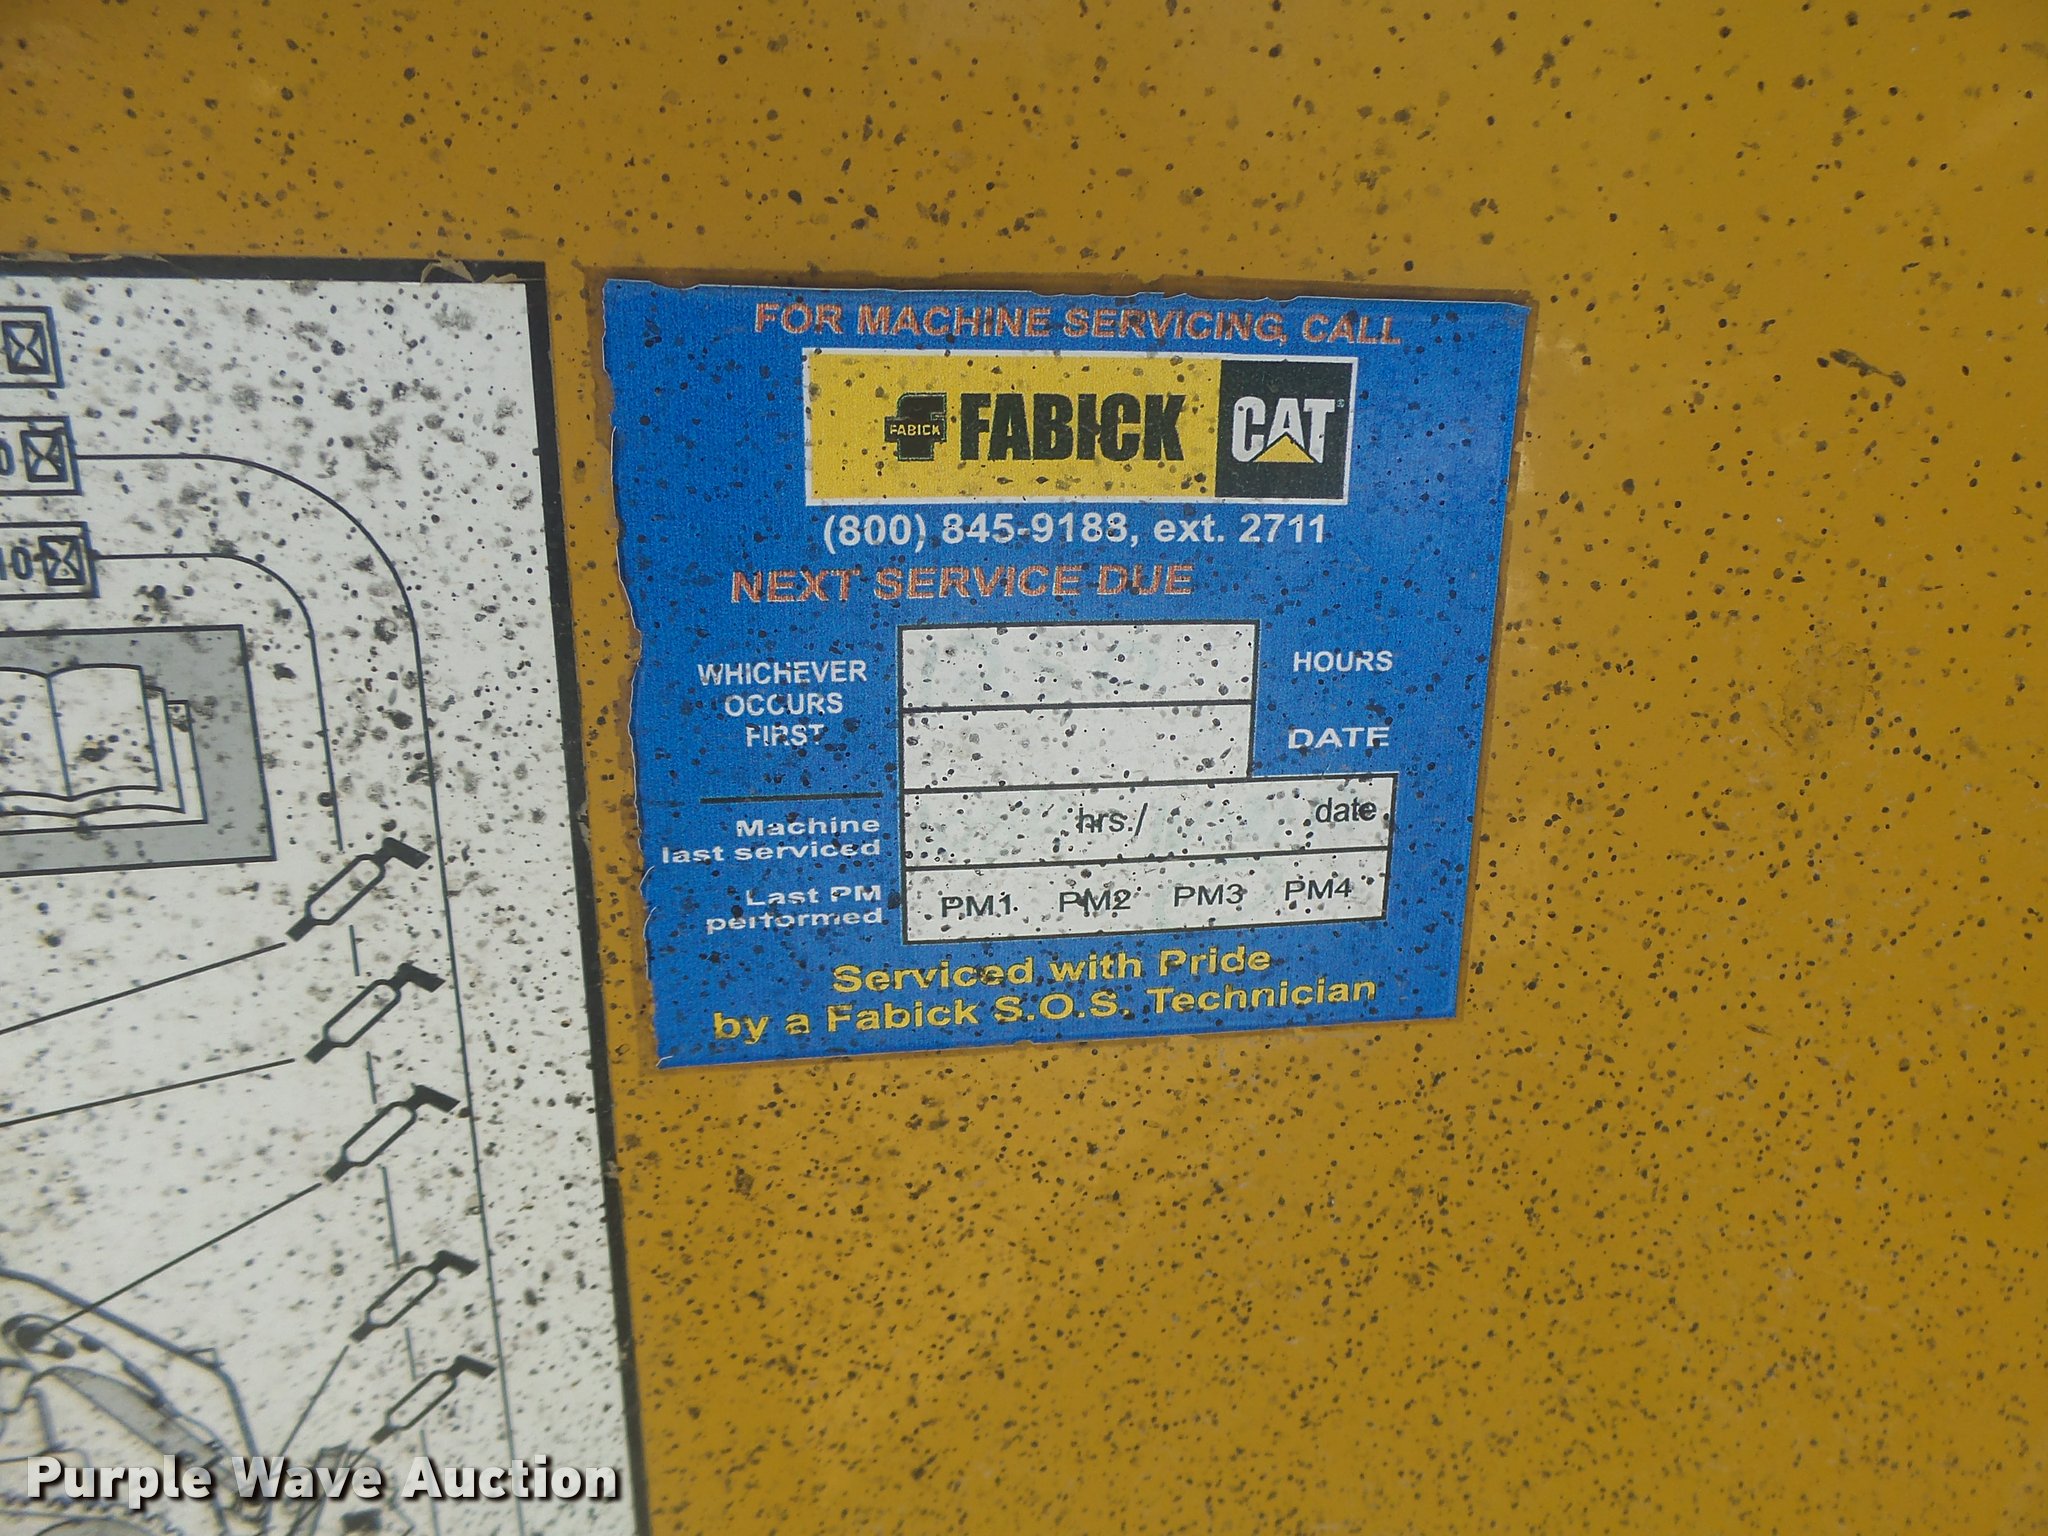 FOR MACHINE SERVICING, CALL
FABICK FABICK CAT
(800) 845-9188, ext. 2711
NEXT SERVICE DUE
WHICHEVER
OCCURS
FIRST
HOURS
DATE
Machine
last serviced
hrs./ date
Last PM
performed
PM1 PM2 PM3 PM4
Serviced with Pride
by a Fabick S.O.S. Technician
Purple Wave Auction